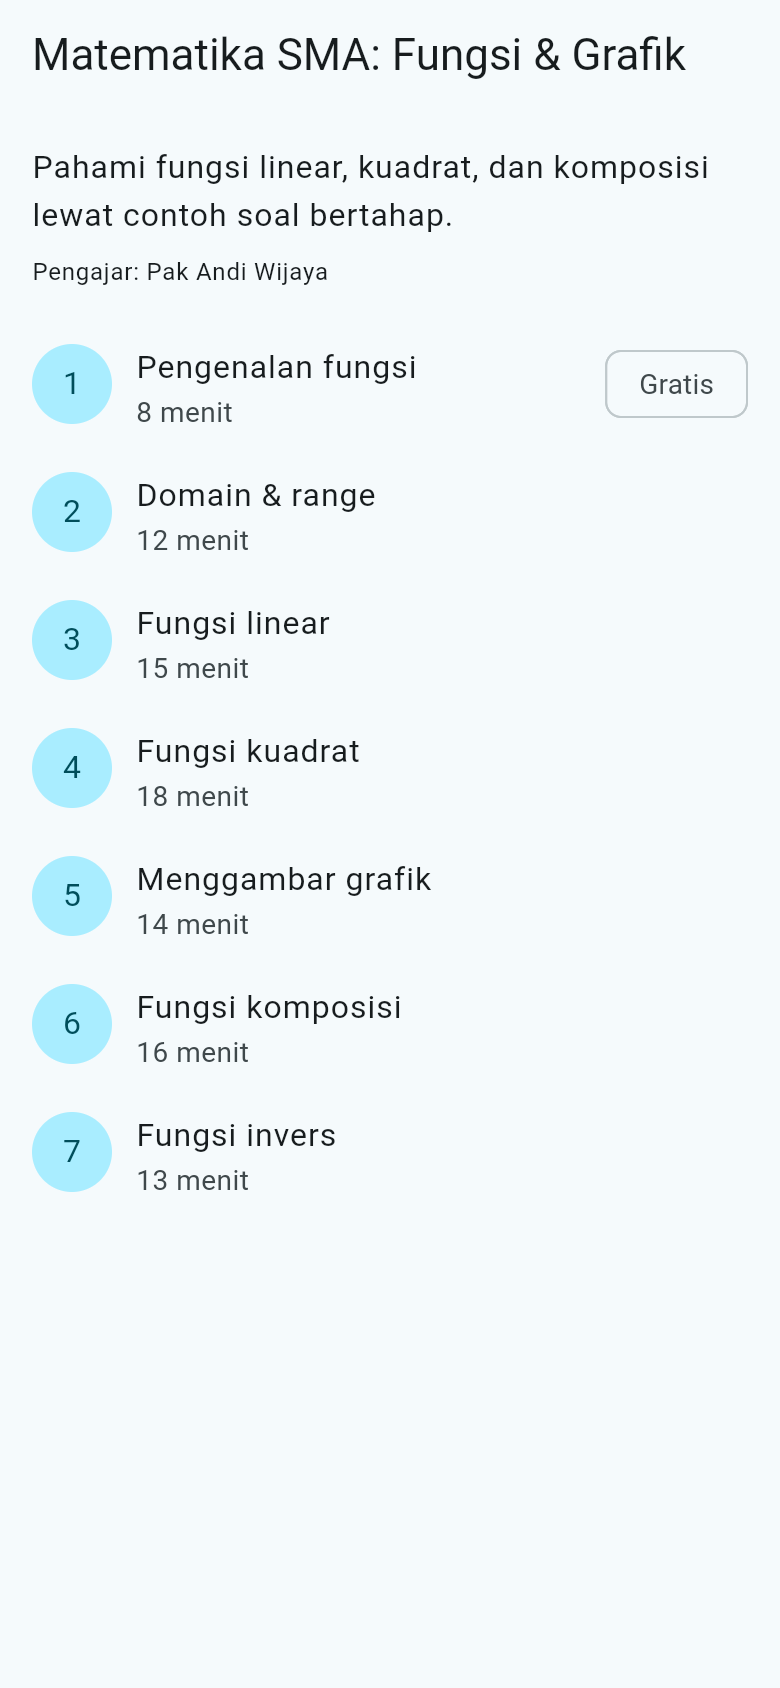 Matematika SMA: Fungsi & Grafik
Pahami fungsi linear, kuadrat, dan komposisi
lewat contoh soal bertahap.
Pengajar: Pak Andi Wijaya
1
Pengenalan fungsi
8 menit
Gratis
2
Domain & range
12 menit
3
Fungsi linear
15 menit
4
Fungsi kuadrat
18 menit
5
Menggambar grafik
14 menit
6
Fungsi komposisi
16 menit
7
Fungsi invers
13 menit